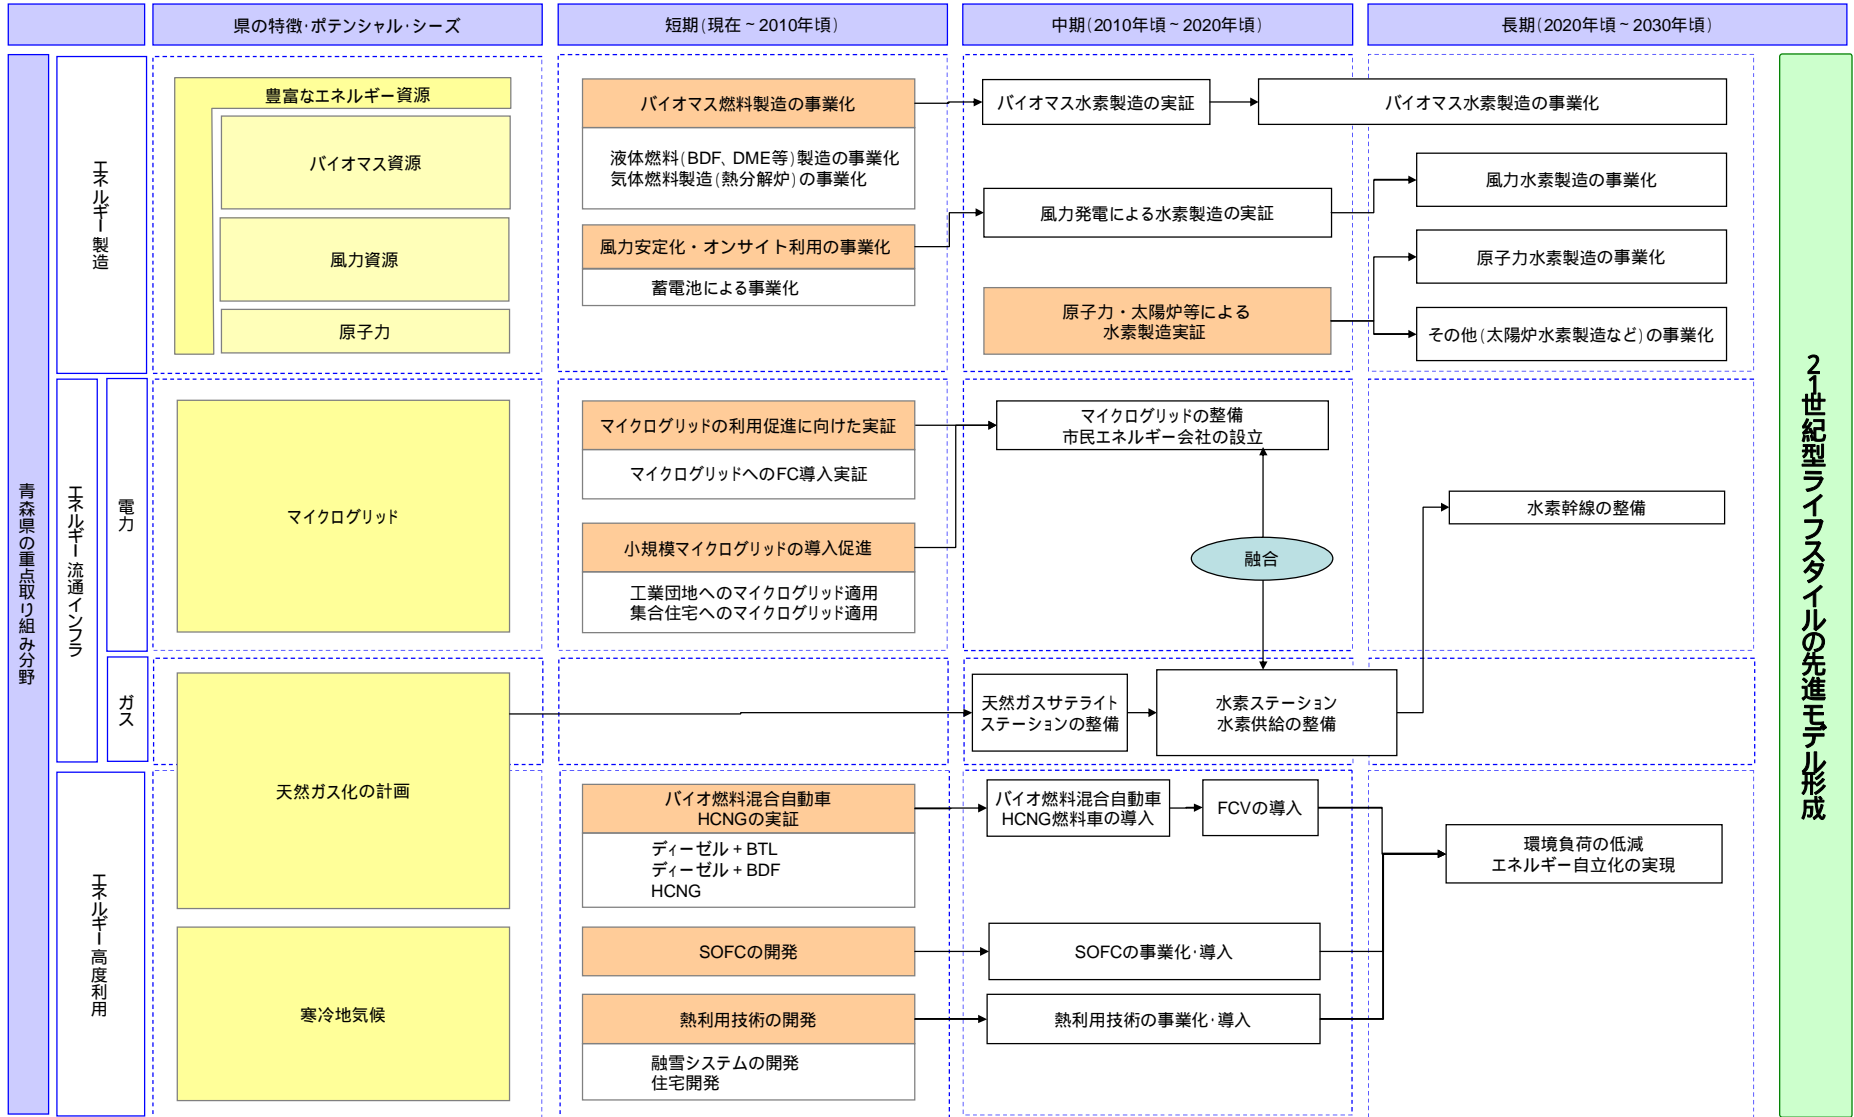 県の特徴･ポテンシャル･シーズ
短期(現在~2010年頃)
中期(2010年頃~2020年頃)
長期(2020年頃~2030年頃)
青森県の重点取り組み分野
エネルギー製造
豊富なエネルギー資源
バイオマス資源
風力資源
原子力
バイオマス燃料製造の事業化
液体燃料(BDF、DME等)製造の事業化
気体燃料製造(熱分解炉)の事業化
風力安定化・オンサイト利用の事業化
蓄電池による事業化
バイオマス水素製造の実証
風力発電による水素製造の実証
原子力・太陽炉等による
水素製造実証
バイオマス水素製造の事業化
風力水素製造の事業化
原子力水素製造の事業化
その他(太陽炉水素製造など)の事業化
エネルギー流通インフラ
電力
マイクログリッド
マイクログリッドの利用促進に向けた実証
マイクログリッドへのFC導入実証
小規模マイクログリッドの導入促進
工業団地へのマイクログリッド適用
集合住宅へのマイクログリッド適用
マイクログリッドの整備
市民エネルギー会社の設立
融合
水素幹線の整備
ガス
天然ガス化の計画
天然ガスサテライト
ステーションの整備
水素ステーション
水素供給の整備
エネルギー高度利用
寒冷地気候
バイオ燃料混合自動車
HCNGの実証
ディーゼル+BTL
ディーゼル+BDF
HCNG
SOFCの開発
熱利用技術の開発
融雪システムの開発
住宅開発
バイオ燃料混合自動車
HCNG燃料車の導入
FCVの導入
SOFCの事業化･導入
熱利用技術の事業化･導入
環境負荷の低減
エネルギー自立化の実現
21世紀型ライフスタイルの先進モデル形成